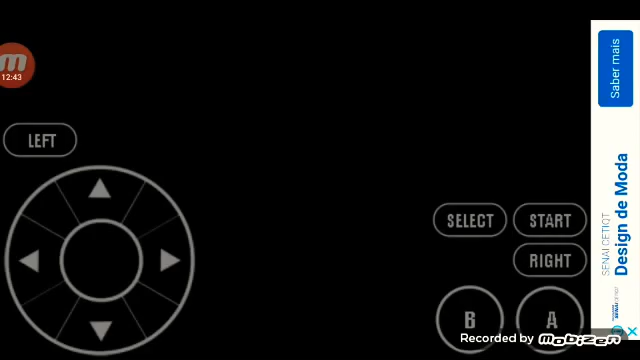 12:43
LEFT
SELECT
START
RIGHT
B
A
Saber mais
SENAI CETIQT
Design de Moda
Recorded by mobizen